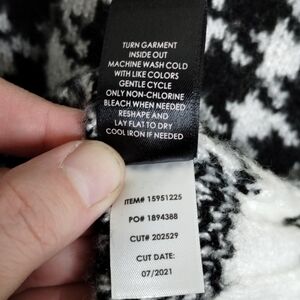 TURN GARMENT
INSIDE OUT
MACHINE WASH COLD
WITH LIKE COLORS
GENTLE CYCLE
ONLY NON-CHLORINE
BLEACH WHEN NEEDED
RESHAPE AND
LAY FLAT TO DRY
COOL IRON IF NEEDED
ITEM# 15951225
PO# 1894388
CUT# 202529
CUT DATE:
07/2021